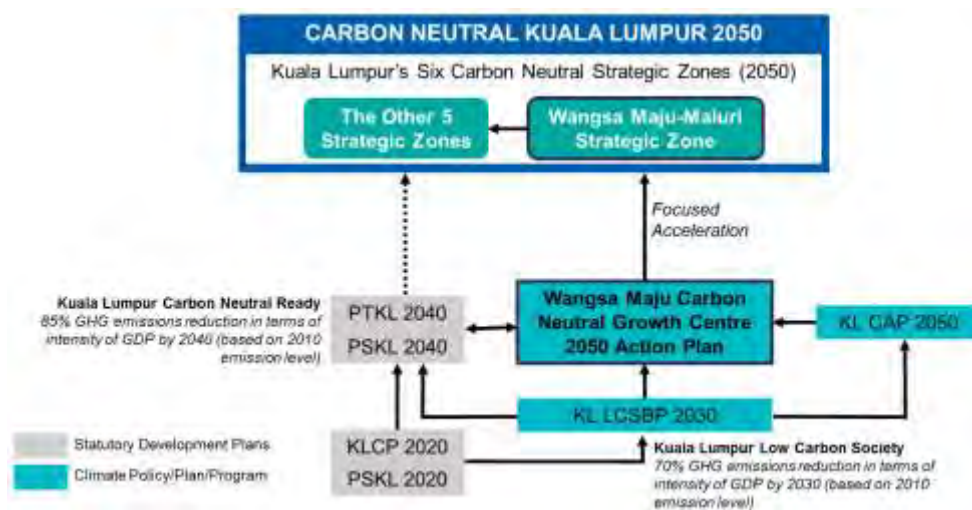 CARBON NEUTRAL KUALA LUMPUR 2050
Kuala Lumpur's Six Carbon Neutral Strategic Zones (2050)
The Other 5
Strategic Zones
Wangsa Maju-Maluri
Strategic Zone
Focused
Acceleration
Kuala Lumpur Carbon Neutral Ready
85% GHG emissions reduction in terms of
intensity of GDP by 2040 (based on 2010
emission level)
PTKL 2040
PSKL 2040
Wangsa Maju Carbon
Neutral Growth Centre
2050 Action Plan
KL CAP 2050
KL LCSBP 2030
Statutory Development Plans
Climate Policy/Plan/Program
KLCP 2020
PSKL 2020
Kuala Lumpur Low Carbon Society
70% GHG emissions reduction in terms of
intensity of GDP by 2030 (based on 2010
emission level)